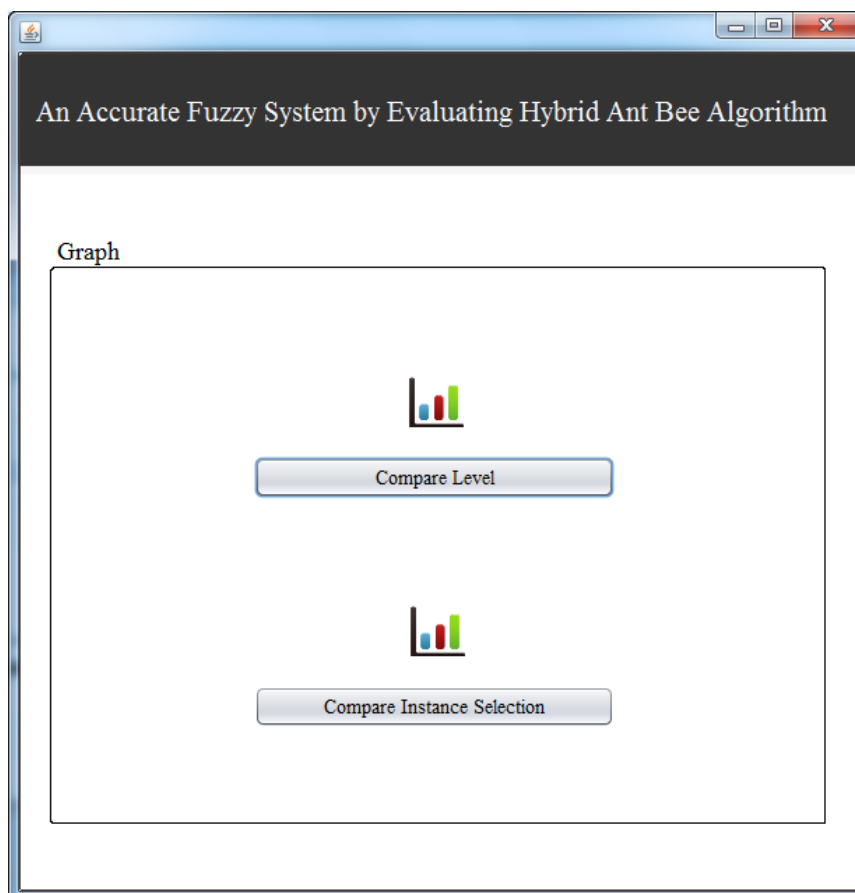 An Accurate Fuzzy System by Evaluating Hybrid Ant Bee Algorithm
Graph
Compare Level
Compare Instance Selection